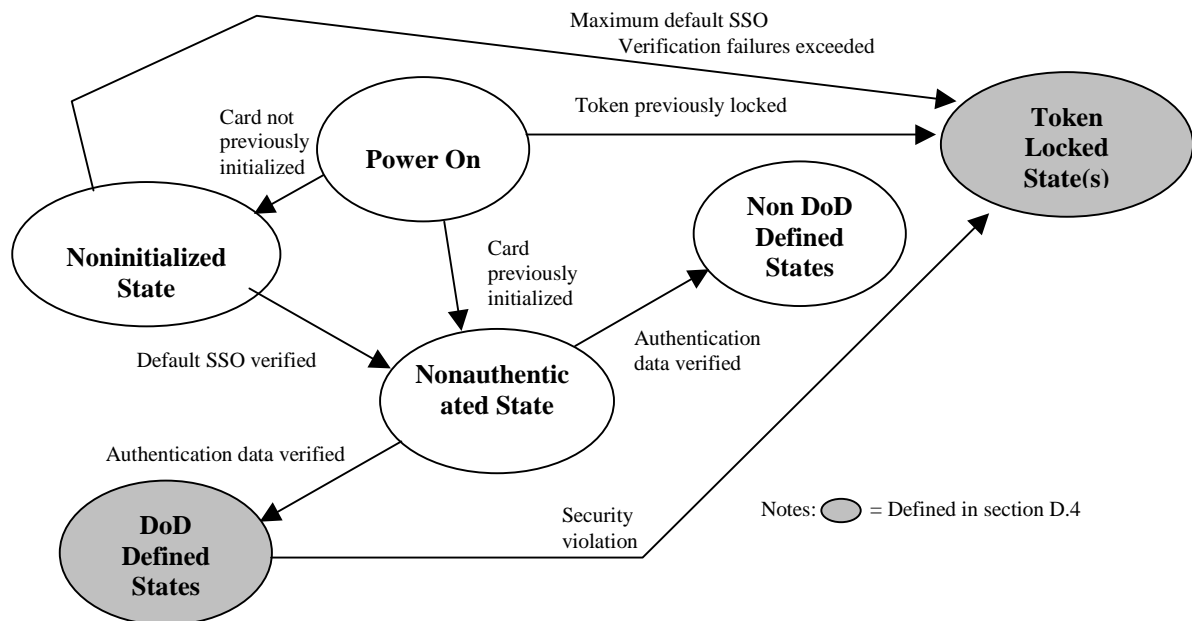 Maximum default SSO
Verification failures exceeded
Card not
previously
initialized
Token previously locked
Power On
Token
Locked
State(s)
Non DoD
Defined
States
Noninitialized
State
Card
previously
initialized
Authentication
data verified
Default SSO verified
Nonauthentic
ated State
Authentication data verified
DoD
Defined
States
Security
violation
Notes: = Defined in section D.4